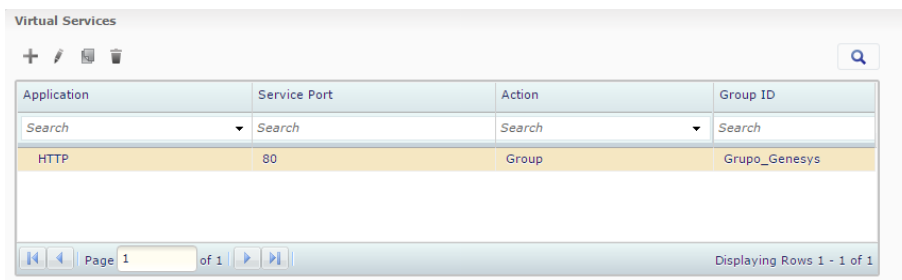 Virtual Services
Application Service Port Action Group ID
Search Search Search Search
HTTP 80 Group Grupo_Genesys
Page 1 of 1 Displaying Rows 1 - 1 of 1